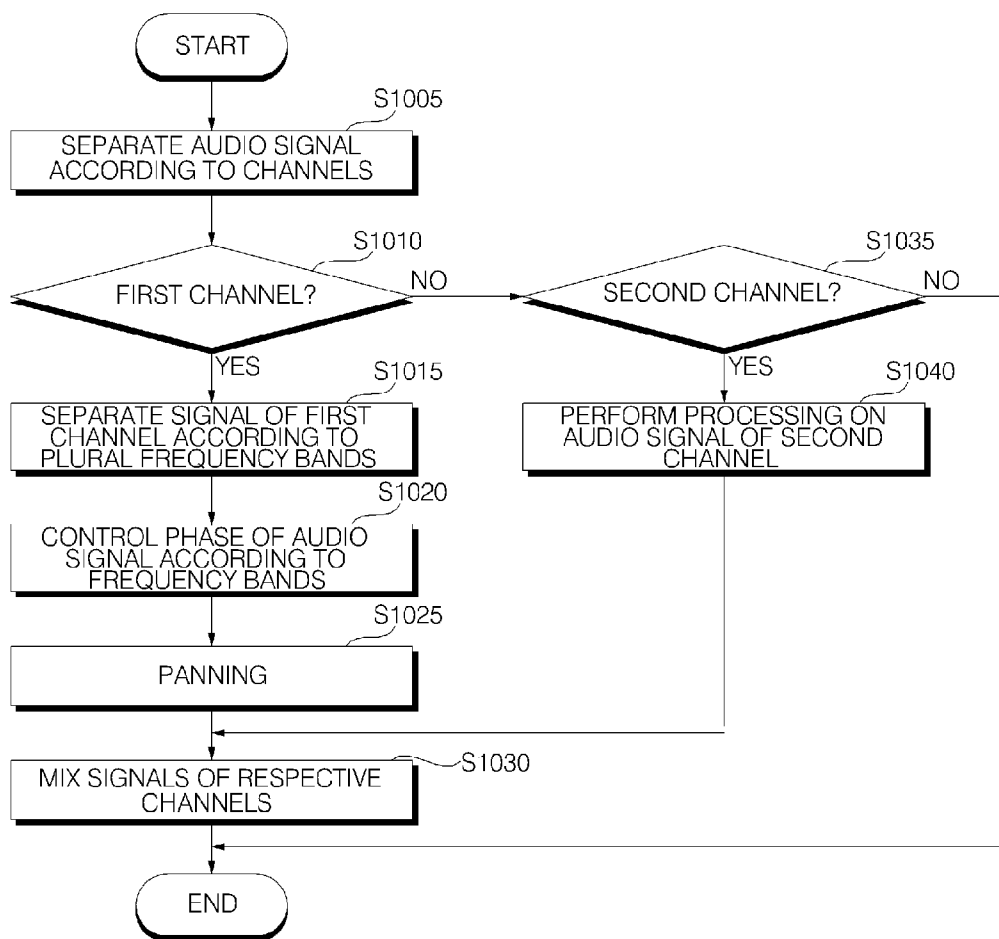 START
S1005
SEPARATE AUDIO SIGNAL
ACCORDING TO CHANNELS
S1010
FIRST CHANNEL?
NO
YES
S1035
SECOND CHANNEL?
NO
YES
S1015
SEPARATE SIGNAL OF FIRST
CHANNEL ACCORDING TO
PLURAL FREQUENCY BANDS
S1040
PERFORM PROCESSING ON
AUDIO SIGNAL OF SECOND
CHANNEL
S1020
CONTROL PHASE OF AUDIO
SIGNAL ACCORDING TO
FREQUENCY BANDS
S1025
PANNING
S1030
MIX SIGNALS OF RESPECTIVE
CHANNELS
END